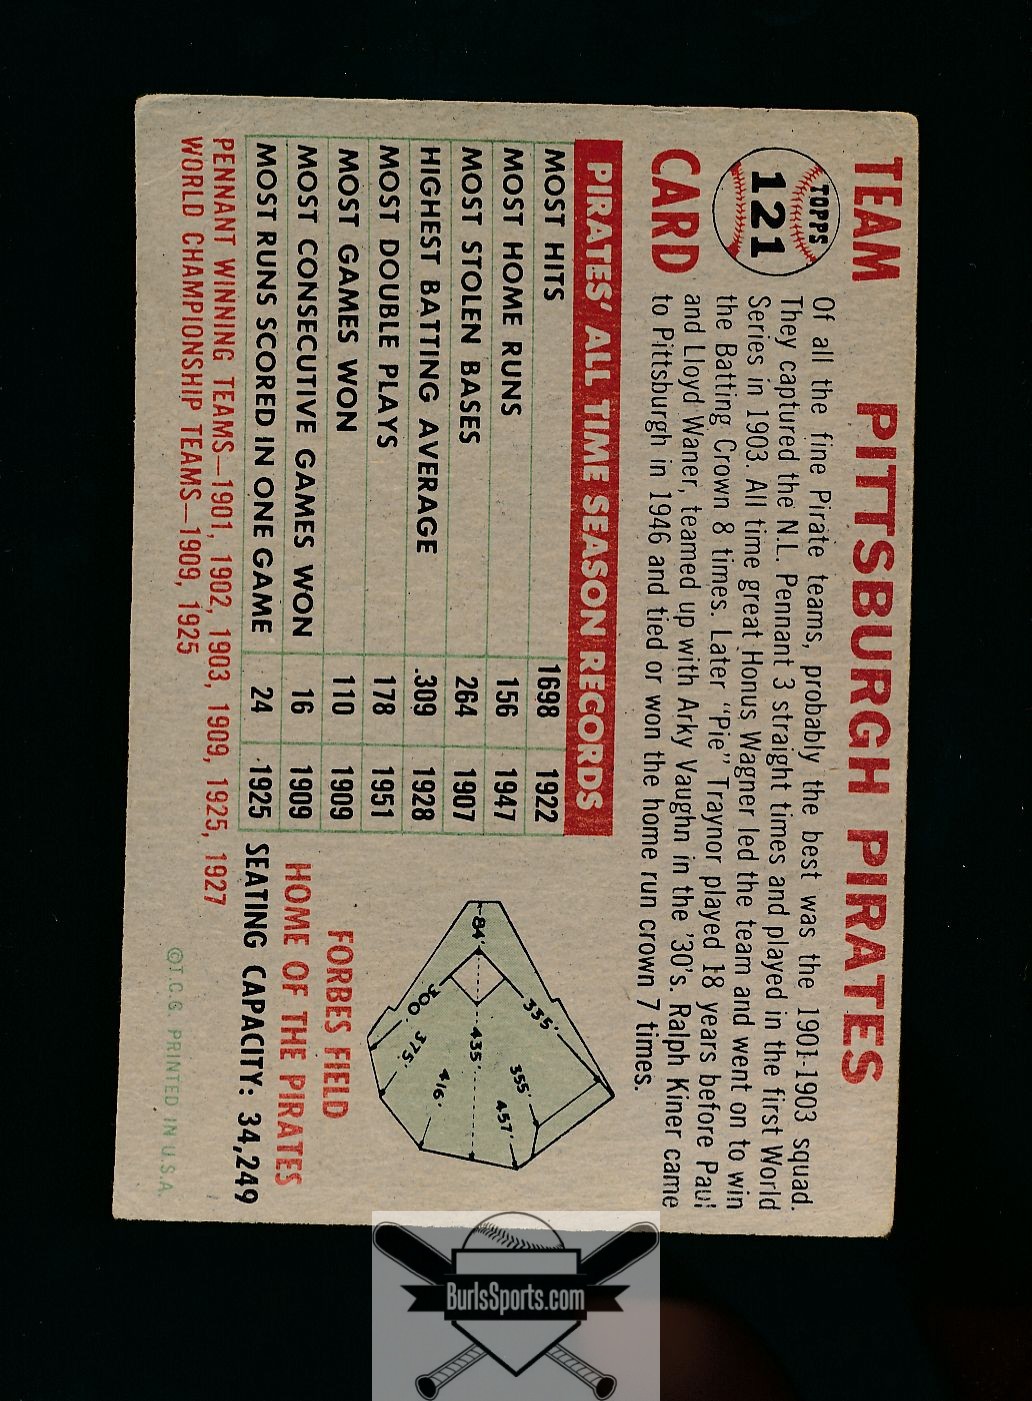 TEAM PITTSBURGH PIRATES
TOPPS
121
CARD
Of all the fine Pirate teams, probably the best was the 1901-1903 squad.
They captured the N.L. Pennant 3 straight times and played in the first World
Series in 1903. All time great Honus Wagner led the team and went on to win
the Batting Crown 8 times. Later "Pie" Traynor played 18 years before Paul
and Lloyd Waner, teamed up with Arky Vaughn in the '30's. Ralph Kiner came
to Pittsburgh in 1946 and tied or won the home run crown 7 times.
PIRATES' ALL TIME SEASON RECORDS
MOST HITS 1698 1922
MOST HOME RUNS 156 1947
MOST STOLEN BASES 264 1907
HIGHEST BATTING AVERAGE .309 1928
MOST DOUBLE PLAYS 178 1951
MOST GAMES WON 110 1909
MOST CONSECUTIVE GAMES WON 16 1909
MOST RUNS SCORED IN ONE GAME 24 1925
PENNANT WINNING TEAMS—1901, 1902, 1903, 1909, 1925, 1927
WORLD CHAMPIONSHIP TEAMS—1909, 1925
84'
335'
300'
435'
355'
375'
416'
457'
FORBES FIELD
HOME OF THE PIRATES
SEATING CAPACITY: 34,249
©T.C.G. PRINTED IN U.S.A.
BurlsSports.com